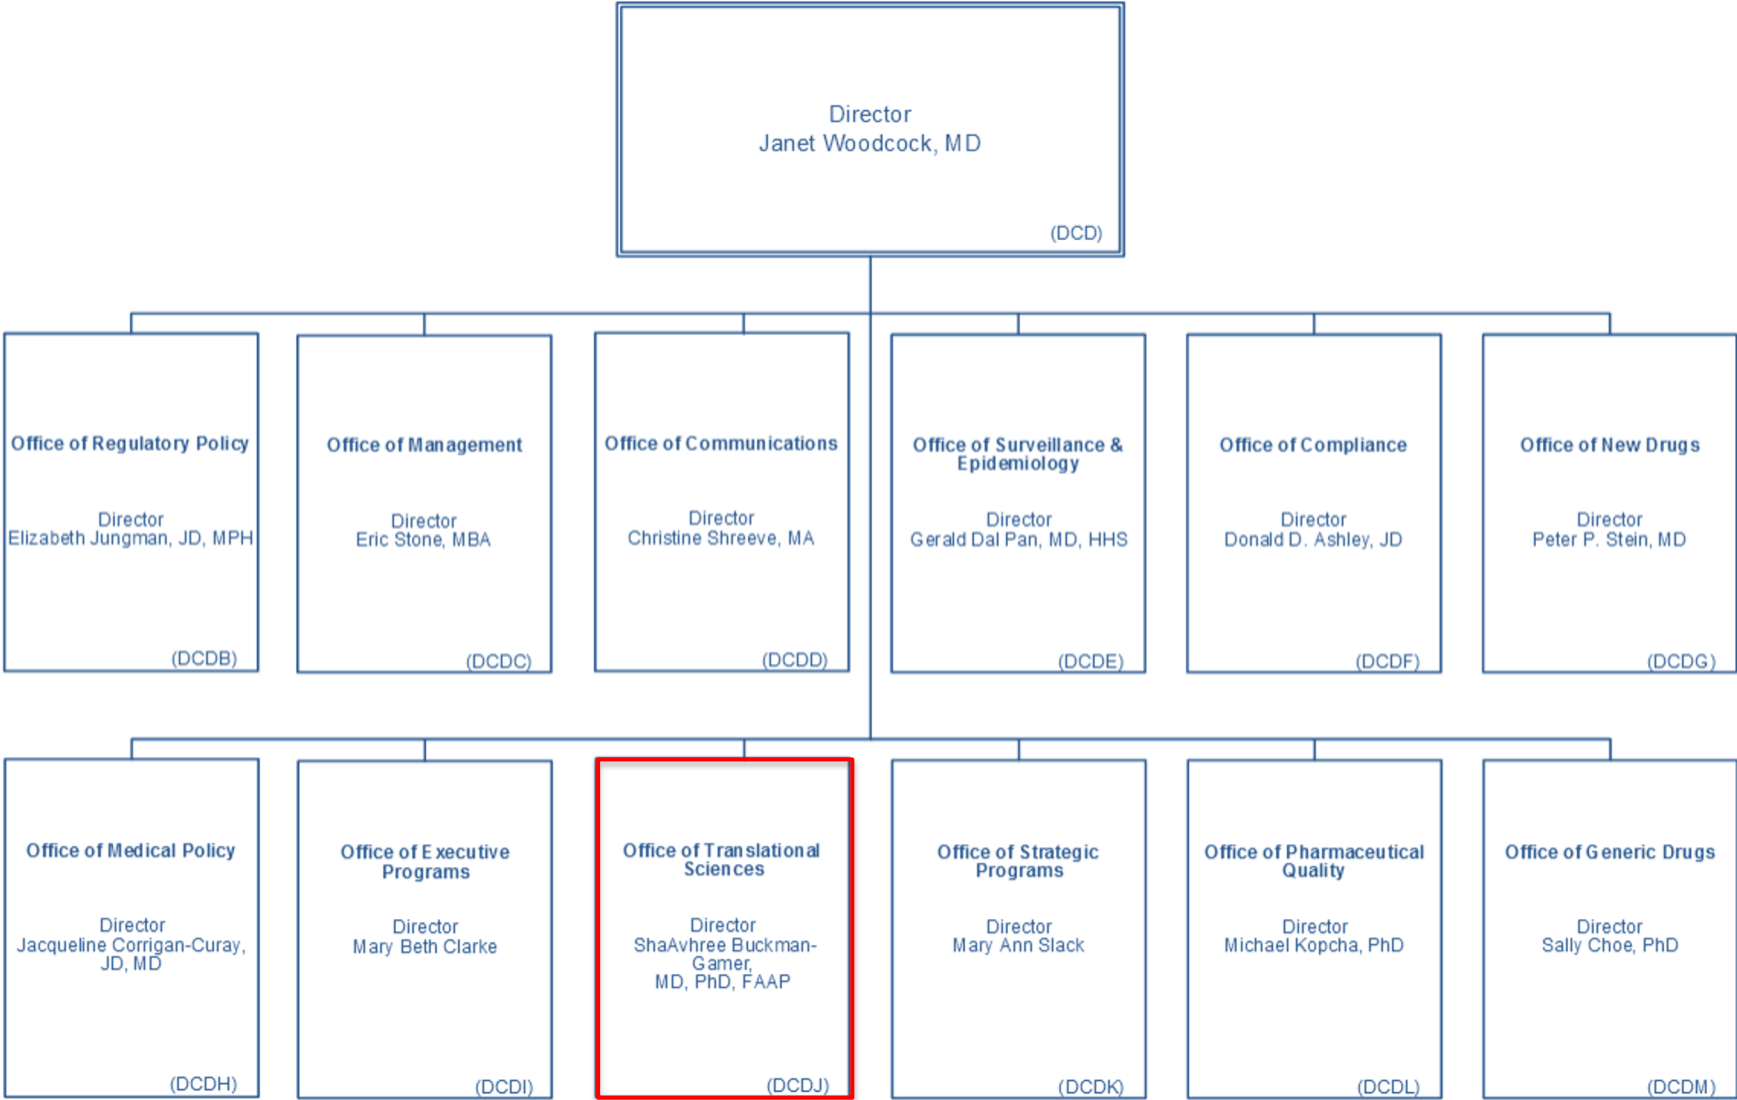 Director
Janet Woodcock, MD
(DCD)
Office of Regulatory Policy
Director
Elizabeth Jungman, JD, MPH
(DCDB)
Office of Management
Director
Eric Stone, MBA
(DCDC)
Office of Communications
Director
Christine Shreeve, MA
(DCDD)
Office of Surveillance &
Epidemiology
Director
Gerald Dal Pan, MD, HHS
(DCDE)
Office of Compliance
Director
Donald D. Ashley, JD
(DCDF)
Office of New Drugs
Director
Peter P. Stein, MD
(DCDG)
Office of Medical Policy
Director
Jacqueline Corrigan-Curay,
JD, MD
(DCDH)
Office of Executive
Programs
Director
Mary Beth Clarke
(DCDI)
Office of Translational
Sciences
Director
ShaAvhree Buckman-
Gamer,
MD, PhD, FAAP
(DCDJ)
Office of Strategic
Programs
Director
Mary Ann Slack
(DCDK)
Office of Pharmaceutical
Quality
Director
Michael Kopcha, PhD
(DCDL)
Office of Generic Drugs
Director
Sally Choe, PhD
(DCDM)